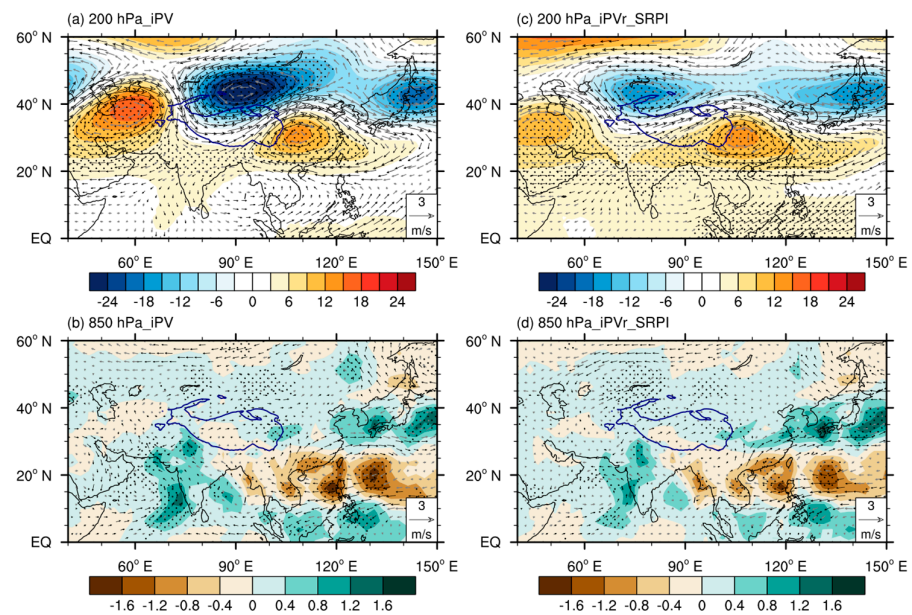 (a) 200 hPa_iPV
(c) 200 hPa_iPVr_SRPI
60° N
40° N
20° N
EQ
60° E 90° E 120° E 150° E
3
m/s
-24 -18 -12 -6 0 6 12 18 24
60° N
40° N
20° N
EQ
60° E 90° E 120° E 150° E
3
m/s
-24 -18 -12 -6 0 6 12 18 24
(b) 850 hPa_iPV
(d) 850 hPa_iPVr_SRPI
60° N
40° N
20° N
EQ
60° E 90° E 120° E 150° E
3
m/s
-1.6 -1.2 -0.8 -0.4 0 0.4 0.8 1.2 1.6
60° N
40° N
20° N
EQ
60° E 90° E 120° E 150° E
3
m/s
-1.6 -1.2 -0.8 -0.4 0 0.4 0.8 1.2 1.6